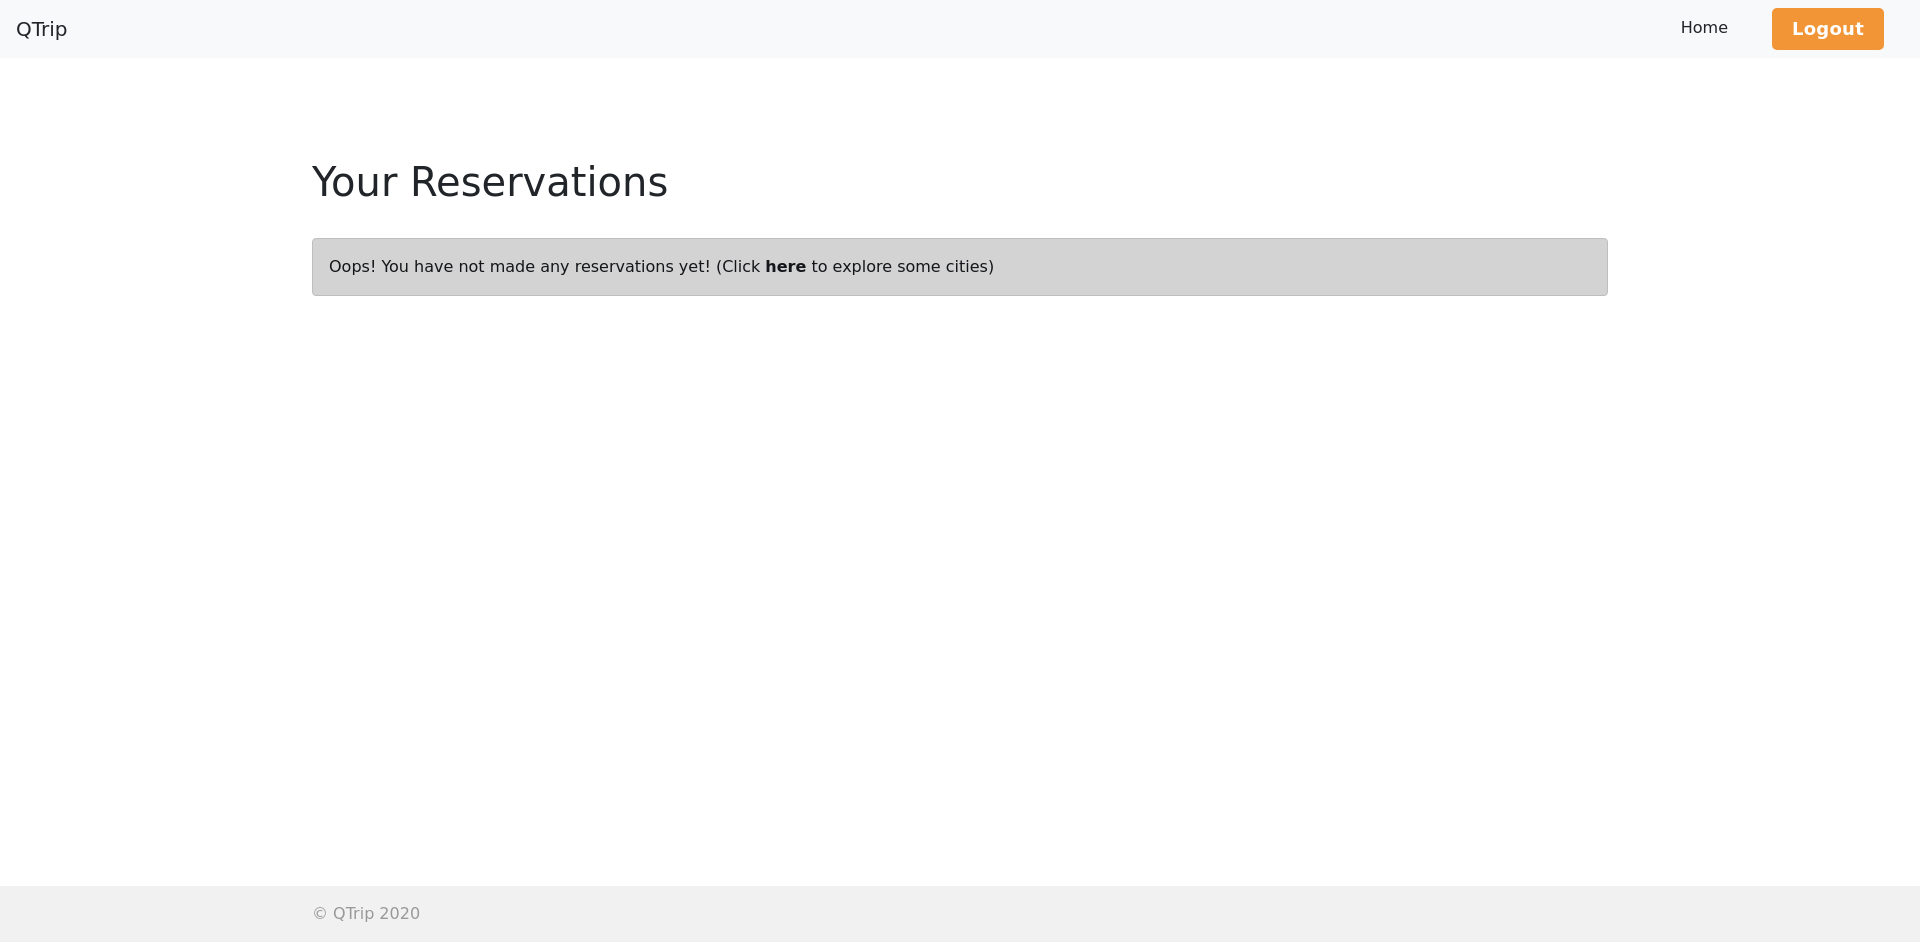 QTrip
Home
Logout
Your Reservations
Oops! You have not made any reservations yet! (Click here to explore some cities)
© QTrip 2020